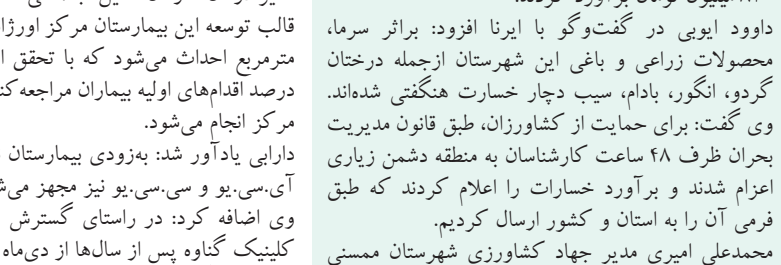 داوود ایوبی در گفت‌وگو با ایرنا افزود: براثر سرما،
محصولات زراعی و باغی این شهرستان ازجمله درختان
گردو، انگور، بادام، سیب دچار خسارت هنگفتی شده‌اند.
وی گفت: برای حمایت از کشاورزان، طبق قانون مدیریت
بحران ظرف ۴۸ ساعت کارشناسان به منطقه دشمن زیاری
اعزام شدند و برآورد خسارات را اعلام کردند که طبق
فرمی آن را به استان و کشور ارسال کردیم.
محمدعلی امیری مدیر جهاد کشاورزی شهرستان ممسنی
قالب توسعه این بیمارستان مرکز
مترمربع احداث می‌شود که با تحقق
درصد اقدام‌های اولیه بیماران
مرکز انجام می‌شود.
دارابی یادآور شد: به‌زودی بیمارستان
آی.سی.یو و سی.سی.یو نیز مجهز
وی اضافه کرد: در راستای گسترش
کلینیک گناوه پس از سال‌ها از دی‌ماه